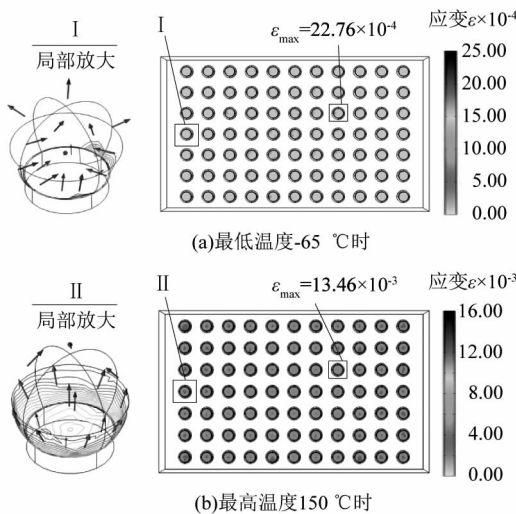 Ⅰ
局部放大
Ⅰ
εmax=22.76×10⁻⁴
应变ε×10⁻⁴
25.00
20.00
15.00
10.00
5.00
0.00
(a)最低温度-65 ℃时
Ⅱ
局部放大
Ⅱ
εmax=13.46×10⁻³
应变ε×10⁻³
16.00
12.00
8.00
4.00
0.00
(b)最高温度150 ℃时